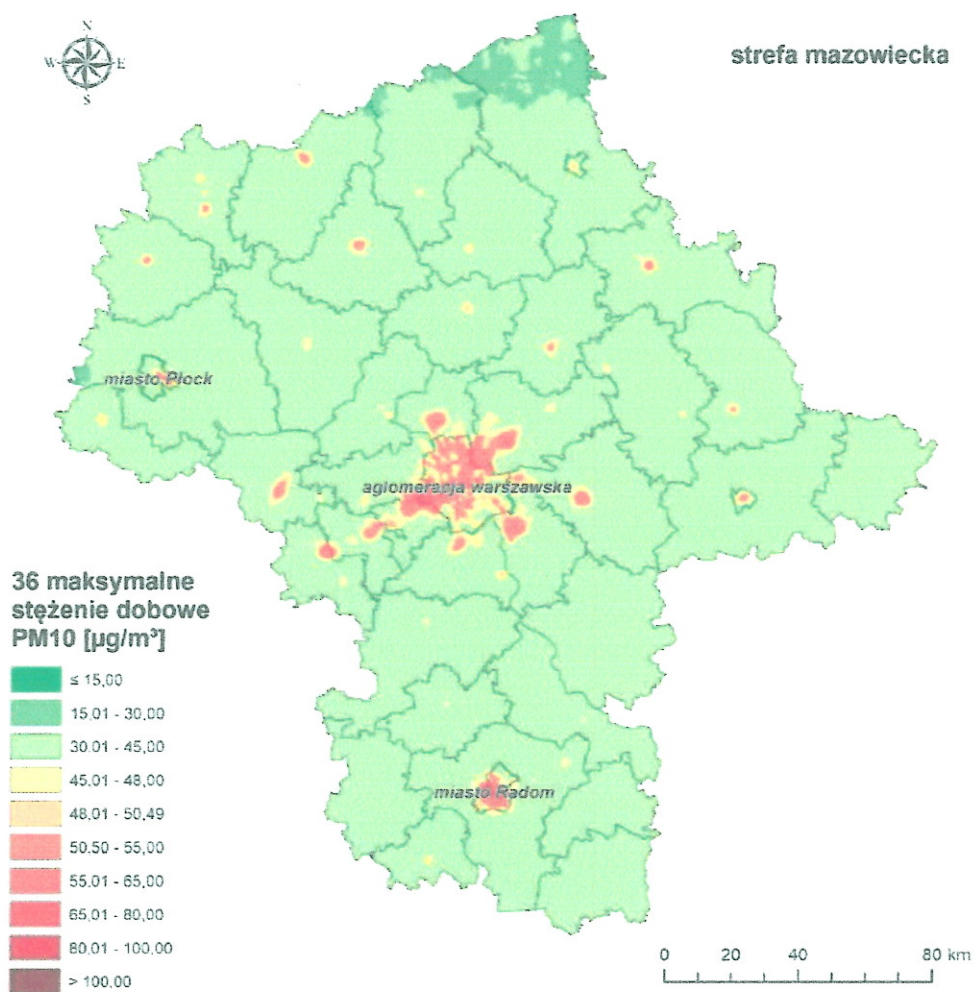 N
W E
S
strefa mazowiecka
miasto Płock
aglomeracja warszawska
miasto Radom
36 maksymalne
stężenie dobowe
PM10 [µg/m³]
≤ 15,00
15,01 - 30,00
30,01 - 45,00
45,01 - 48,00
48,01 - 50,49
50,50 - 55,00
55,01 - 65,00
65,01 - 80,00
80,01 - 100,00
> 100,00
0 20 40 80 km